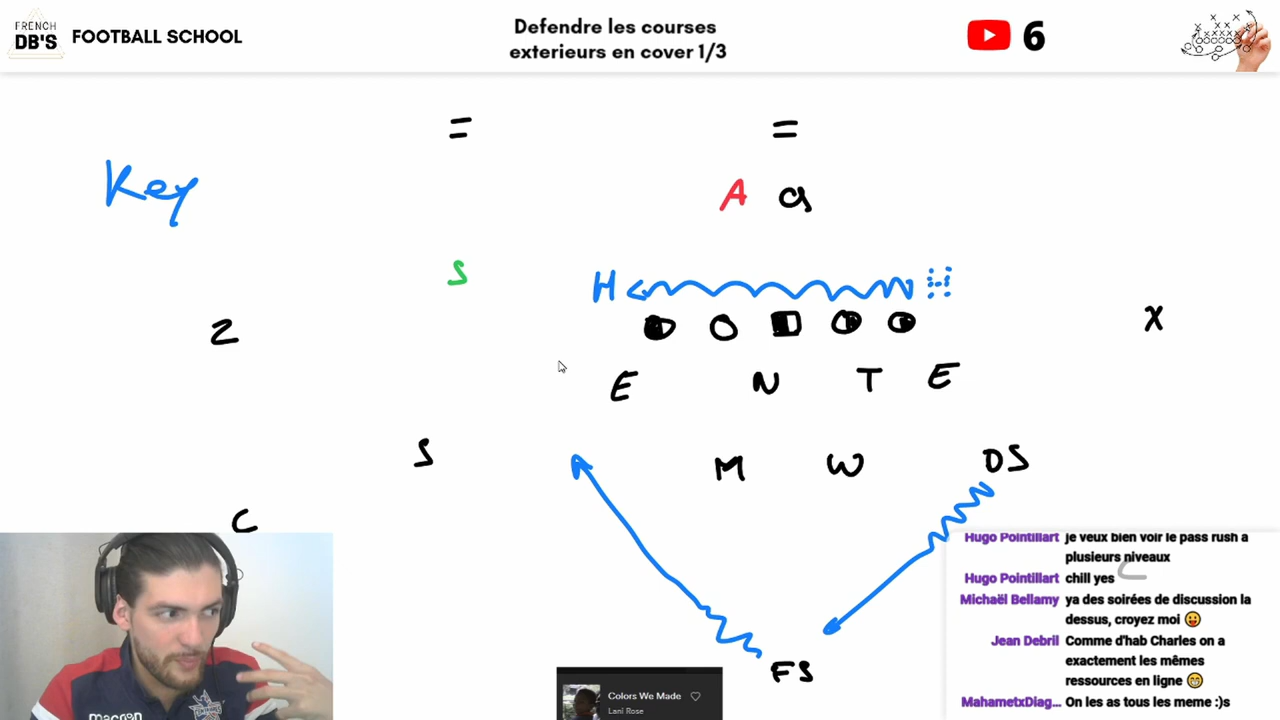 FRENCH
DB'S
FOOTBALL SCHOOL
Defendre les courses
exterieurs en cover 1/3
6
= =
Key
A Q
S
H H
2 X
E N T E
S M W DS
C
FS
Hugo Pointillart je veux bien voir le pass rush a
plusieurs niveaux
Hugo Pointillart chill yes
Michaël Bellamy ya des soirées de discussion la
dessus, croyez moi 😛
Jean Debril Comme d'hab Charles on a
exactement les mêmes
ressources en ligne 😁
MahametxDiag... On les as tous les meme :)s
Colors We Made
Lani Rose
macron